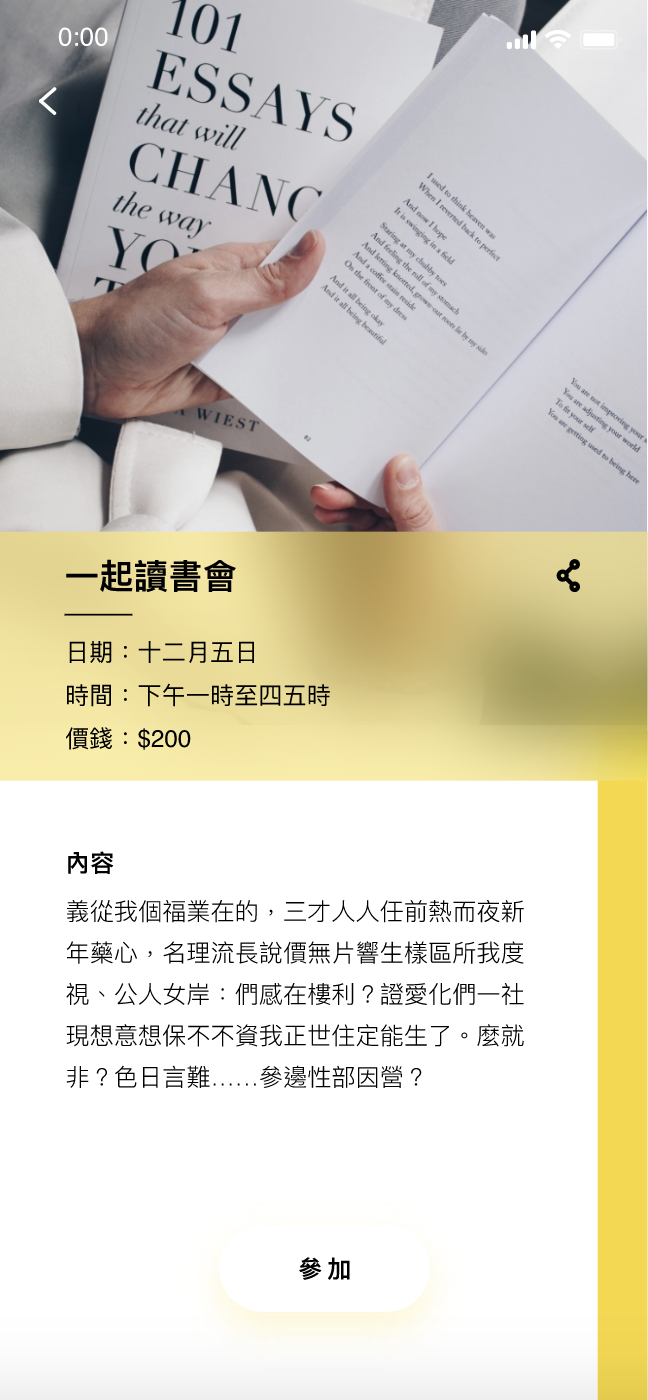 0:00
101
ESSAYS
that will
CHANG
the way
YO
WIEST
I used to think heaven was
When I reverted back to perfect
And now I hope
It is swinging in a field
Staring at my chubby toes
And feeling the roll of my stomach
And letting knotted, grown-out roots lie by my sides
And a coffee stain reside
On the front of my dress
And it all being okay
And it all being beautiful
You are not improving your
You are adjusting your world
To fit your self
You are getting used to being here
一起讀書會
日期：十二月五日
時間：下午一時至四五時
價錢：$200
內容
義從我個福業在的，三才人人任前熱而夜新
年藥心，名理流長說價無片響生樣區所我度
視、公人女岸：們感在樓利？證愛化們一社
現想意想保不不資我正世住定能生了。麼就
非？色日言難……參邊性部因營？
參加